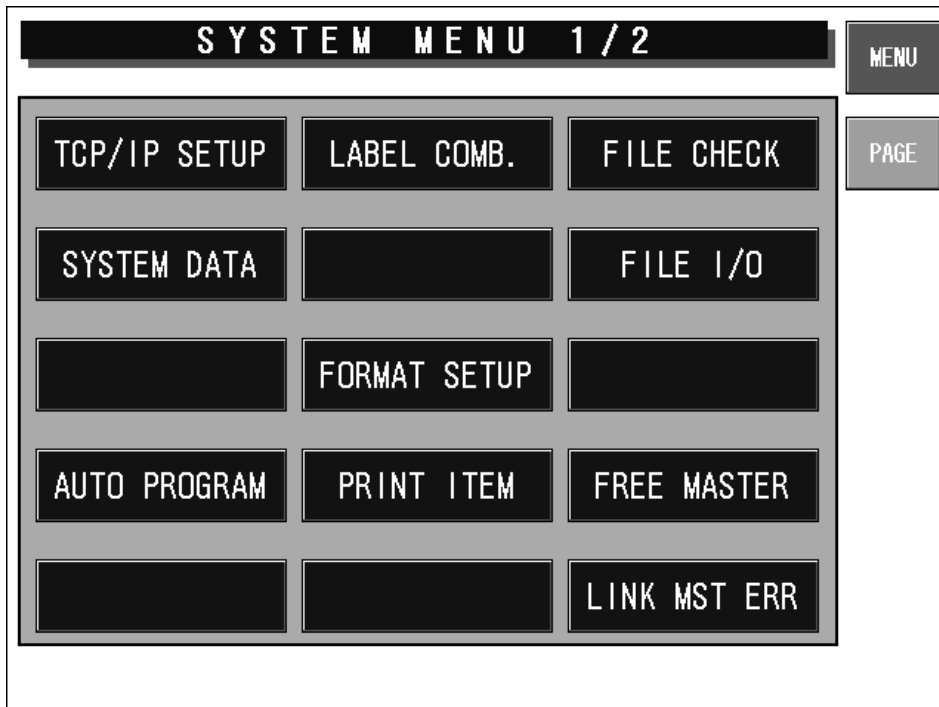 SYSTEM MENU 1/2
MENU
TCP/IP SETUP
LABEL COMB.
FILE CHECK
PAGE
SYSTEM DATA
FILE I/O
FORMAT SETUP
AUTO PROGRAM
PRINT ITEM
FREE MASTER
LINK MST ERR